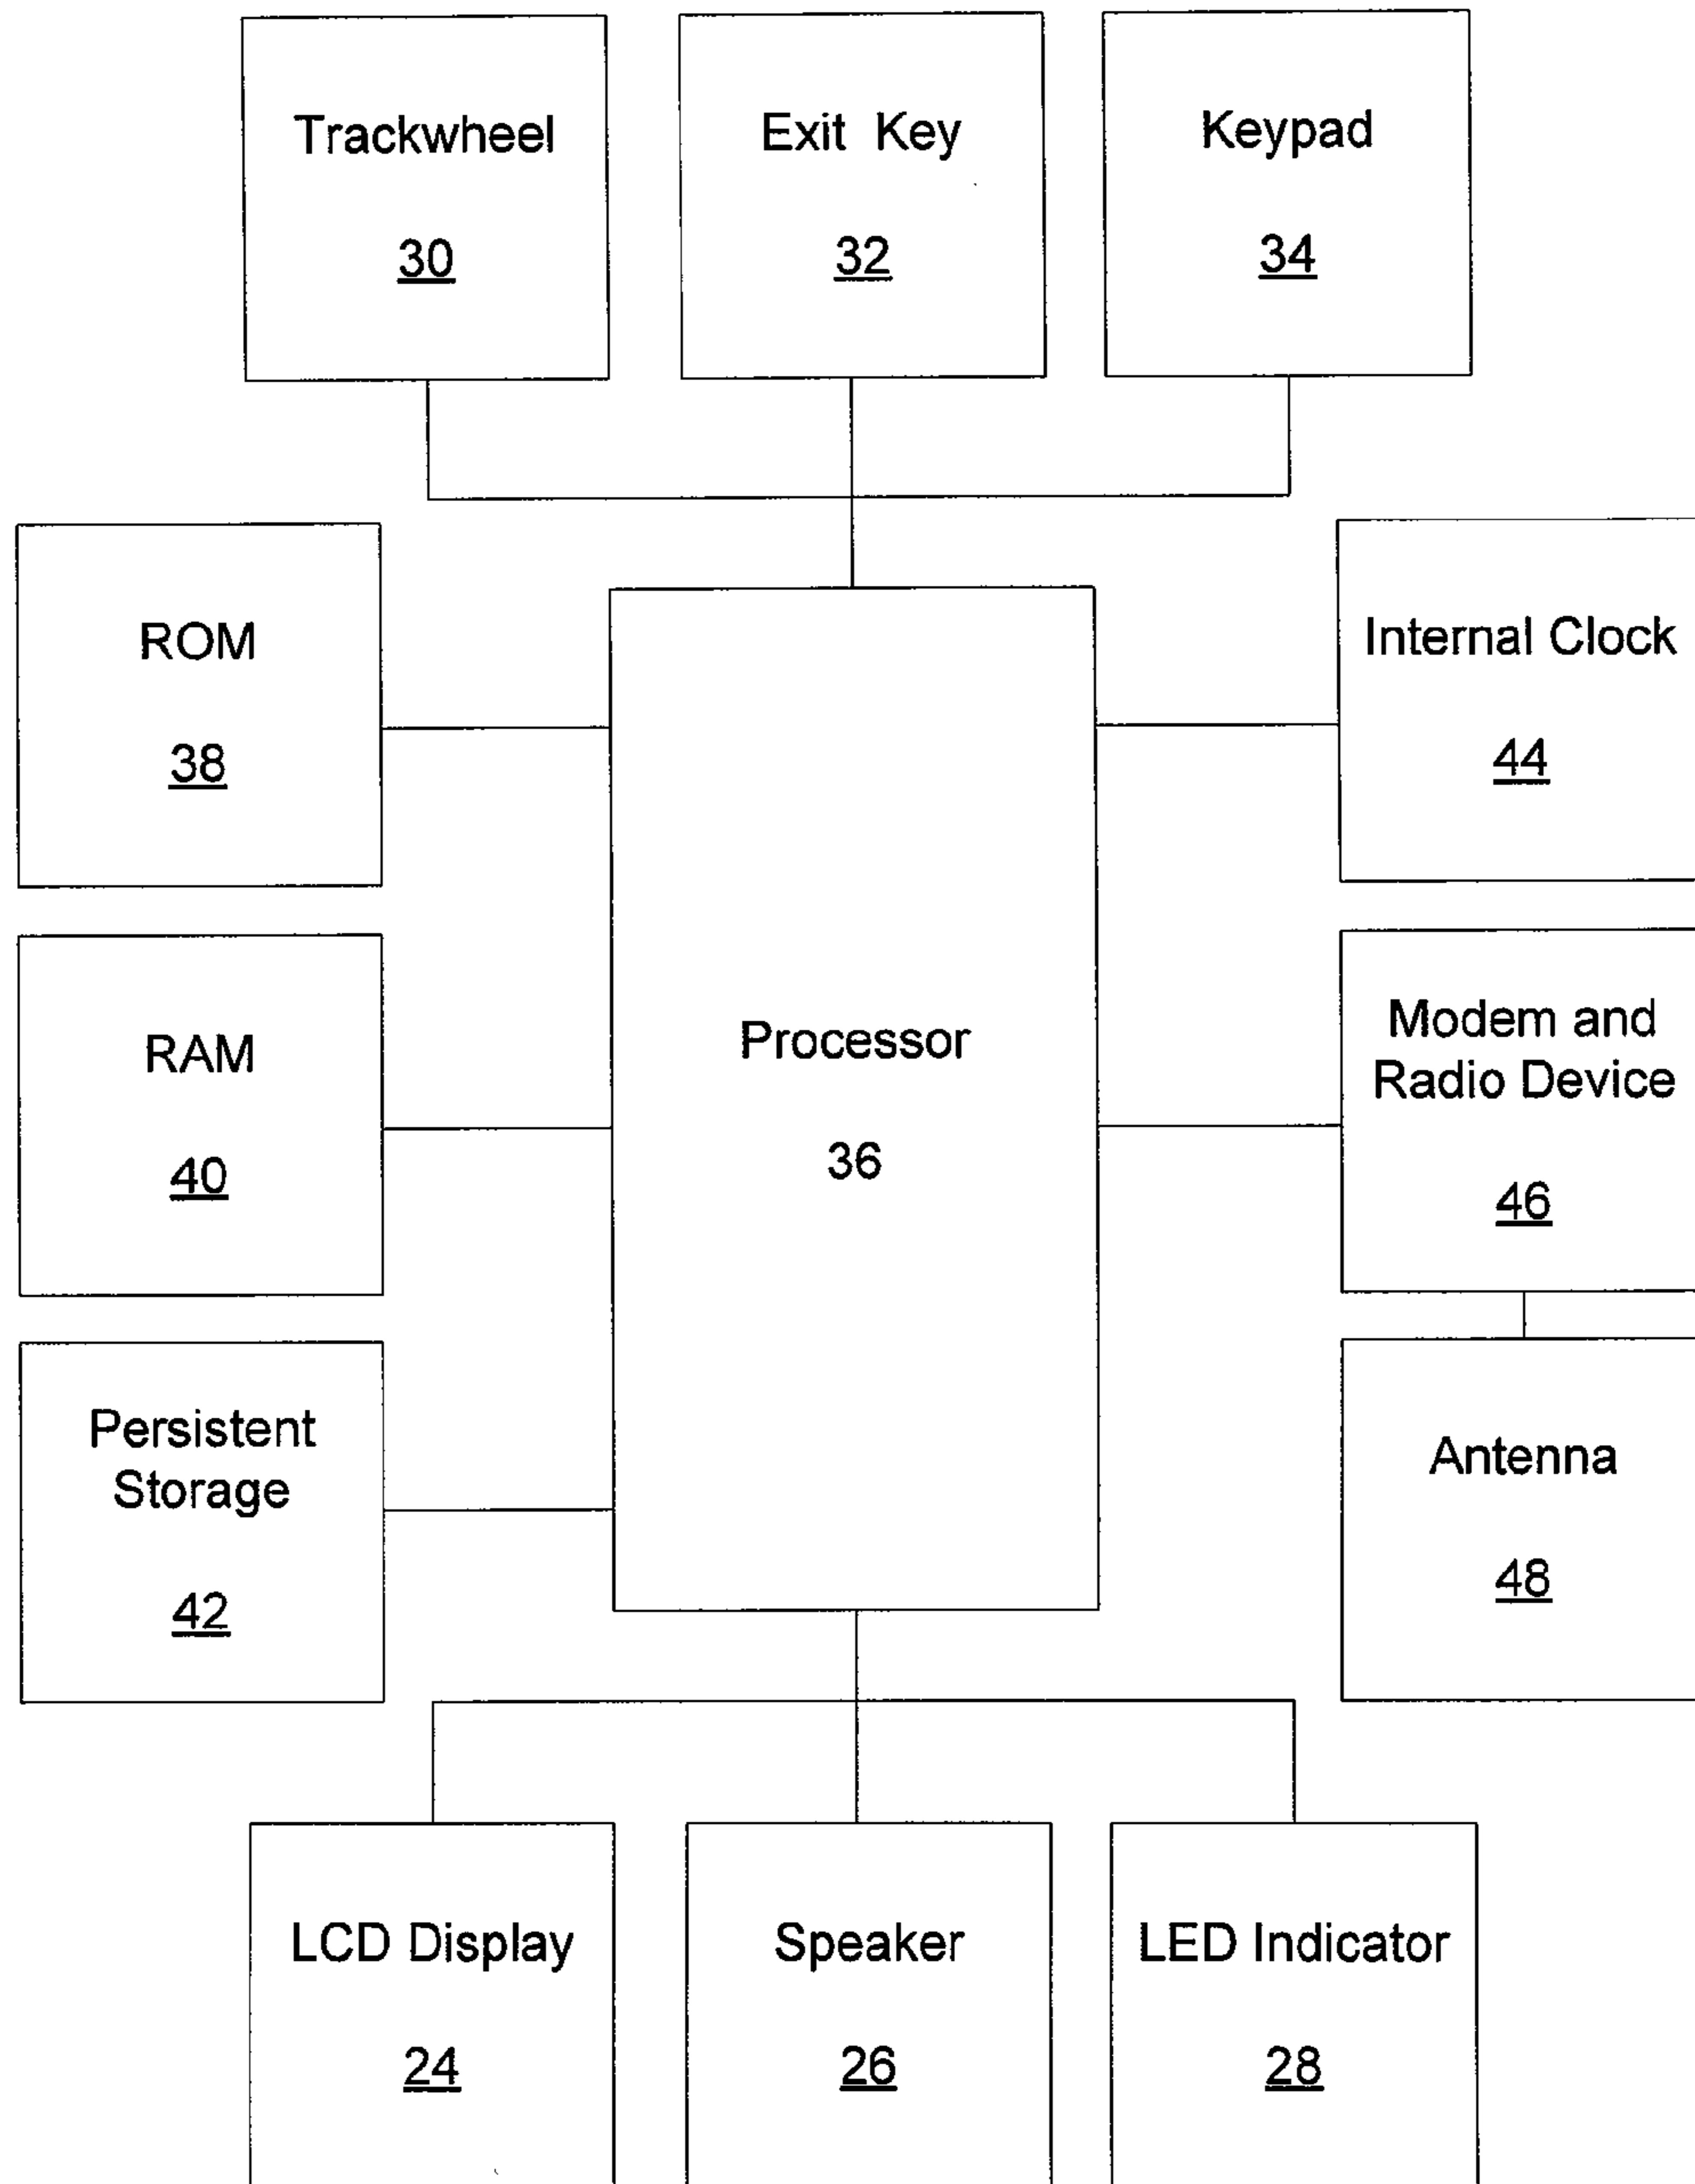 Trackwheel
30
Exit Key
32
Keypad
34
ROM
38
Internal Clock
44
RAM
40
Processor
36
Modem and
Radio Device
46
Persistent
Storage
42
Antenna
48
LCD Display
24
Speaker
26
LED Indicator
28